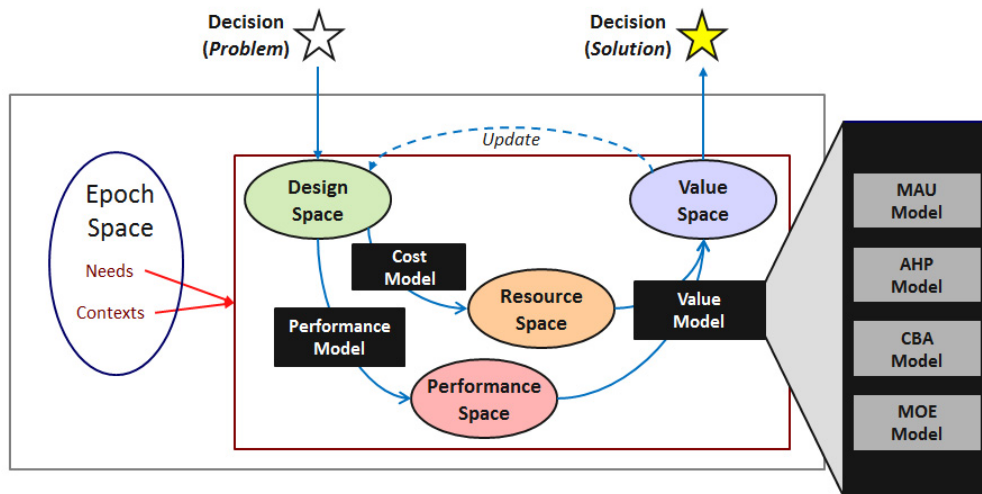 Decision
(Problem)
Decision
(Solution)
Update
Epoch
Space
Needs
Contexts
Design
Space
Value
Space
Cost
Model
Resource
Space
Performance
Model
Value
Model
Performance
Space
MAU
Model
AHP
Model
CBA
Model
MOE
Model